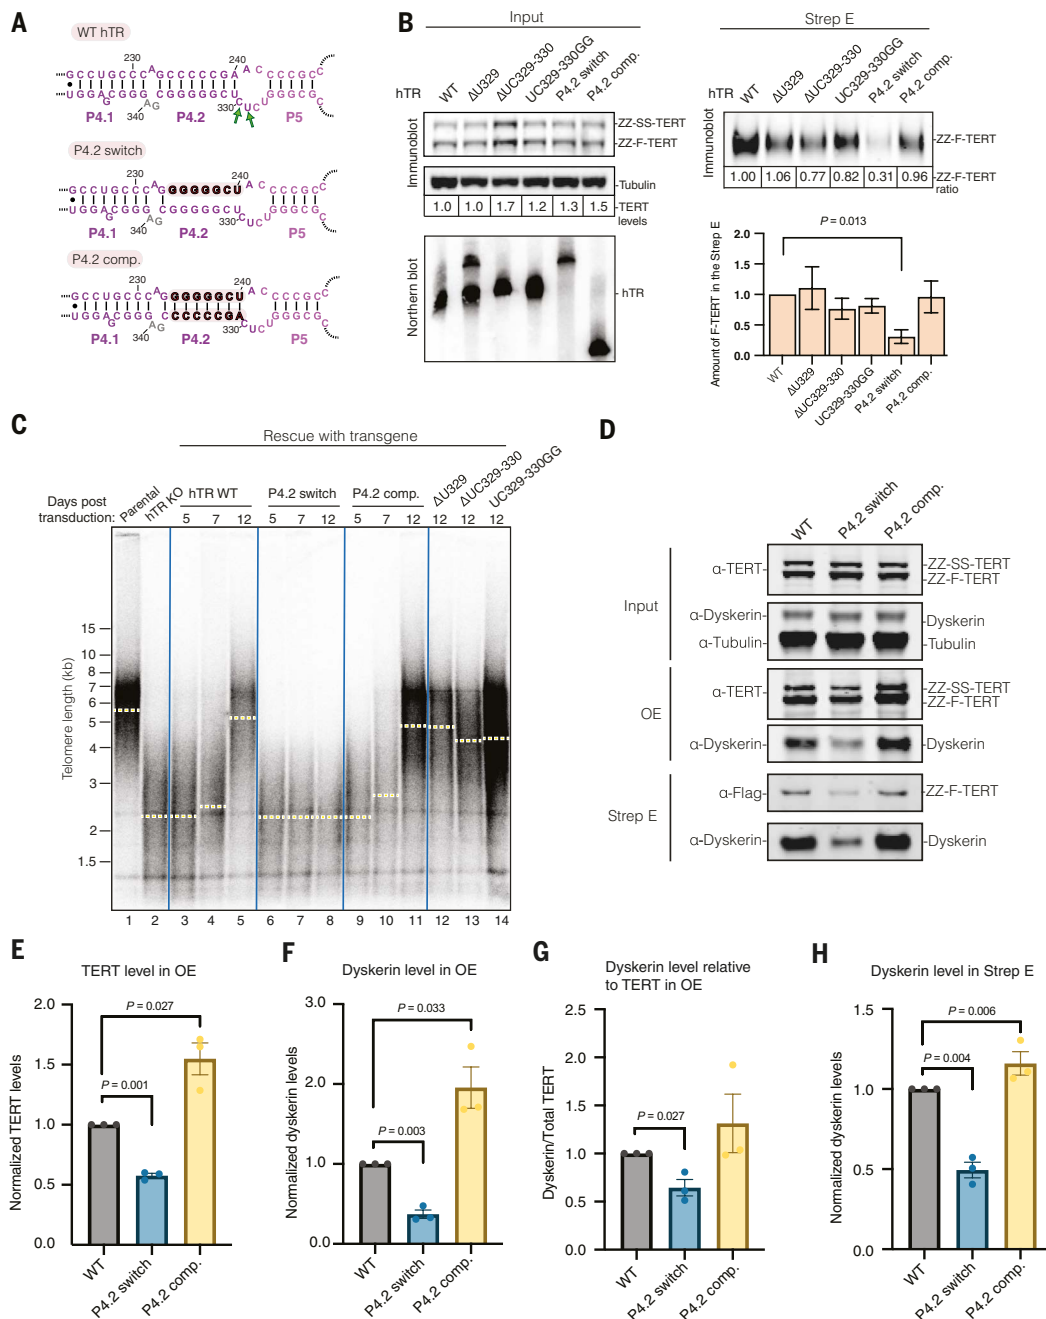 A
WT hTR
230
240
GCCUGCCCAGCCCCCGAACCCCGCC
UGGAGCGGGAGCGGGGGCUCUCGGGCGC
340
330
P4.1
P4.2
P5
P4.2 switch
230
240
GCCUGCCCAGGGGGGCUACCCCGCC
340
330
P4.1
P4.2
P5
P4.2 comp.
230
240
GCCUGCCCAGGGGGGCUACCCCGCC
340
330
P4.1
P4.2
P5
B
Input
hTR
WT
ΔU329
ΔUC329-330
UC329-330GG
P4.2 switch
P4.2 comp.
Immunoblot
ZZ-SS-TERT
ZZ-F-TERT
Tubulin
1.0 1.0 1.7 1.2 1.3 1.5
TERT levels
Northern blot
hTR
Strep E
hTR
WT
ΔU329
ΔUC329-330
UC329-330GG
P4.2 switch
P4.2 comp.
Immunoblot
ZZ-F-TERT
1.00 1.06 0.77 0.82 0.31 0.96
ZZ-F-TERT ratio
Amount of F-TERT in the Strep E
2.0
1.5
1.0
0.5
0.0
P = 0.013
WT
ΔU329
ΔUC329-330
UC329-330GG
P4.2 switch
P4.2 comp.
C
Rescue with transgene
Days post transduction:
Parental
hTR KO
hTR WT
P4.2 switch
P4.2 comp.
ΔU329
ΔUC329-330
UC329-330GG
5 7 12 5 7 12 5 7 12 12 12 12
Telomere length (kb)
15
10
8
7
6
5
4
3
2
1.5
1 2 3 4 5 6 7 8 9 10 11 12 13 14
D
WT
P4.2 switch
P4.2 comp.
Input
α-TERT
ZZ-SS-TERT
ZZ-F-TERT
α-Dyskerin
Dyskerin
α-Tubulin
Tubulin
OE
α-TERT
ZZ-SS-TERT
ZZ-F-TERT
α-Dyskerin
Dyskerin
Strep E
α-Flag
ZZ-F-TERT
α-Dyskerin
Dyskerin
E
TERT level in OE
Normalized TERT levels
2.0
1.5
1.0
0.5
0.0
P = 0.027
P = 0.001
WT
P4.2 switch
P4.2 comp.
F
Dyskerin level in OE
Normalized dyskerin levels
3.0
2.0
1.0
0.0
P = 0.033
P = 0.003
WT
P4.2 switch
P4.2 comp.
G
Dyskerin level relative
to TERT in OE
Dyskerin/Total TERT
2.5
2.0
1.5
1.0
0.5
0.0
P = 0.027
WT
P4.2 switch
P4.2 comp.
H
Dyskerin level in Strep E
Normalized dyskerin levels
1.5
1.0
0.5
0.0
P = 0.006
P = 0.004
WT
P4.2 switch
P4.2 comp.